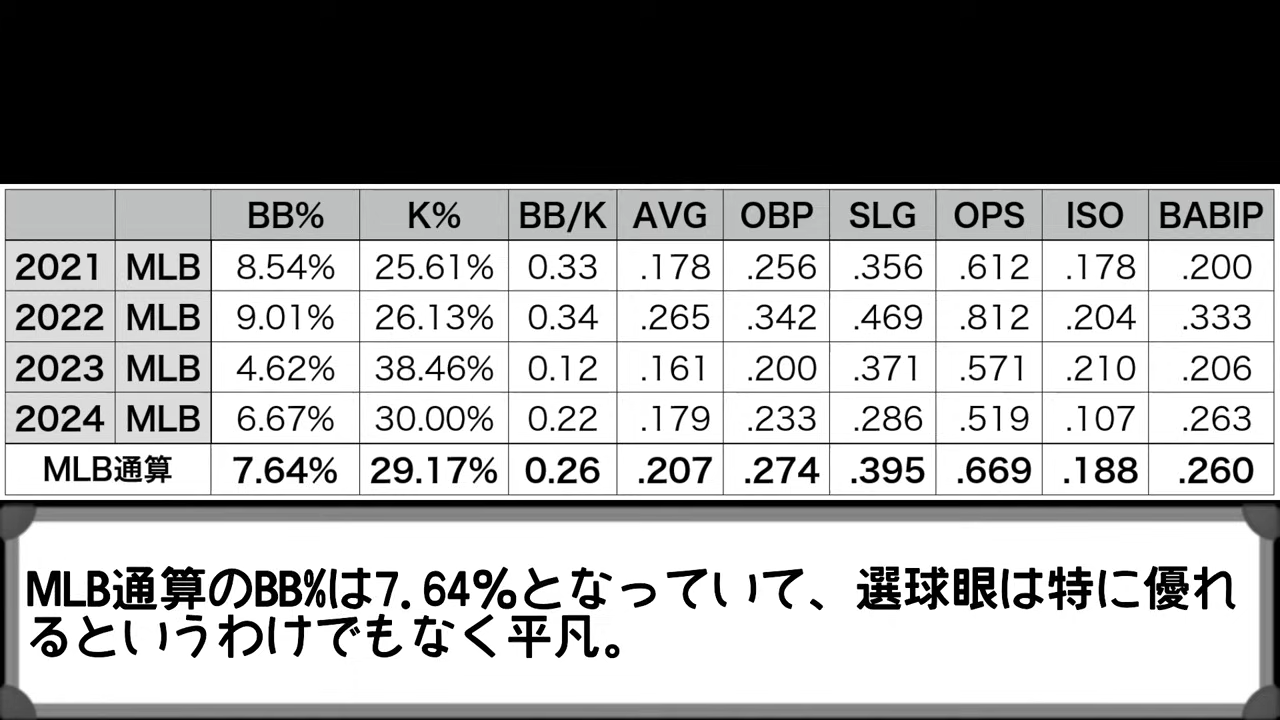 BB% K% BB/K AVG OBP SLG OPS ISO BABIP
2021 MLB 8.54% 25.61% 0.33 .178 .256 .356 .612 .178 .200
2022 MLB 9.01% 26.13% 0.34 .265 .342 .469 .812 .204 .333
2023 MLB 4.62% 38.46% 0.12 .161 .200 .371 .571 .210 .206
2024 MLB 6.67% 30.00% 0.22 .179 .233 .286 .519 .107 .263
MLB通算 7.64% 29.17% 0.26 .207 .274 .395 .669 .188 .260
MLB通算のBB%は7.64%となっていて、選球眼は特に優れ
るというわけでもなく平凡。